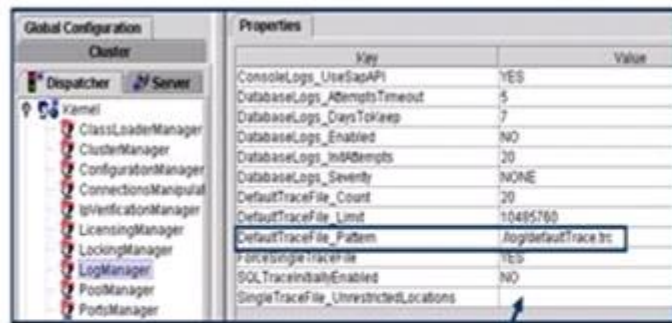 Global Configuration
Cluster
Dispatcher Server
Kernel
ClassLoaderManager
ClusterManager
ConfigurationManager
ConnectionsManipulat
IpVerificationManager
LicensingManager
LockingManager
LogManager
PoolManager
PortsManager
Properties
Key Value
ConsoleLogs_UseSapAPI YES
DatabaseLogs_AttemptsTimeout 5
DatabaseLogs_DaysToKeep 7
DatabaseLogs_Enabled NO
DatabaseLogs_InitAttempts 20
DatabaseLogs_Severity NONE
DefaultTraceFile_Count 20
DefaultTraceFile_Limit 10485760
DefaultTraceFile_Pattern ./log/defaultTrace.trc
ForceSingleTraceFile YES
SQLTraceInitiallyEnabled NO
SingleTraceFile_UnrestrictedLocations